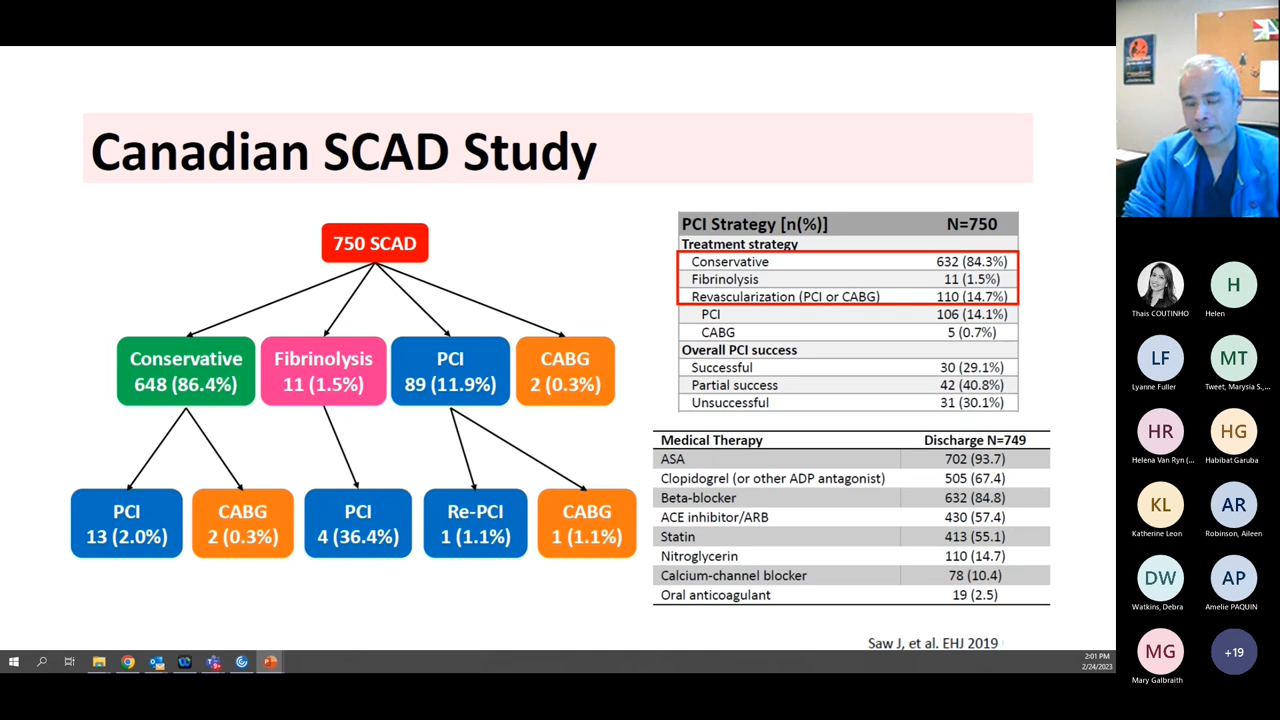 Canadian SCAD Study
750 SCAD
Conservative
648 (86.4%)
Fibrinolysis
11 (1.5%)
PCI
89 (11.9%)
CABG
2 (0.3%)
PCI
13 (2.0%)
CABG
2 (0.3%)
PCI
4 (36.4%)
Re-PCI
1 (1.1%)
CABG
1 (1.1%)
PCI Strategy [n(%)] N=750
Treatment strategy
Conservative 632 (84.3%)
Fibrinolysis 11 (1.5%)
Revascularization (PCI or CABG) 110 (14.7%)
PCI 106 (14.1%)
CABG 5 (0.7%)
Overall PCI success
Successful 30 (29.1%)
Partial success 42 (40.8%)
Unsuccessful 31 (30.1%)
Medical Therapy Discharge N=749
ASA 702 (93.7)
Clopidogrel (or other ADP antagonist) 505 (67.4)
Beta-blocker 632 (84.8)
ACE inhibitor/ARB 430 (57.4)
Statin 413 (55.1)
Nitroglycerin 110 (14.7)
Calcium-channel blocker 78 (10.4)
Oral anticoagulant 19 (2.5)
Saw J, et al. EHJ 2019
2:01 PM
2/24/2023
Thais COUTINHO
H
Helen
LF
Lyanne Fuller
MT
Tweet, Marysia S.,...
HR
Helena Van Ryn (...
HG
Habibat Garuba
KL
Katherine Leon
AR
Robinson, Aileen
DW
Watkins, Debra
AP
Amelie PAQUIN
MG
Mary Galbraith
+19